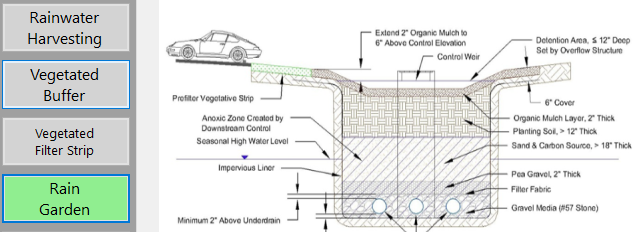 Rainwater
Harvesting
Vegetated
Buffer
Vegetated
Filter Strip
Rain
Garden
Extend 2" Organic Mulch to
6" Above Control Elevation
Control Weir
Detention Area, ≤ 12" Deep
Set by Overflow Structure
Prefilter Vegetative Strip
6" Cover
Anoxic Zone Created by
Downstream Control
Seasonal High Water Level
Organic Mulch Layer, 2" Thick
Planting Soil, > 12" Thick
Sand & Carbon Source, > 18" Thick
Impervious Liner
Pea Gravel, 2" Thick
Filter Fabric
Gravel Media (#57 Stone)
Minimum 2" Above Underdrain